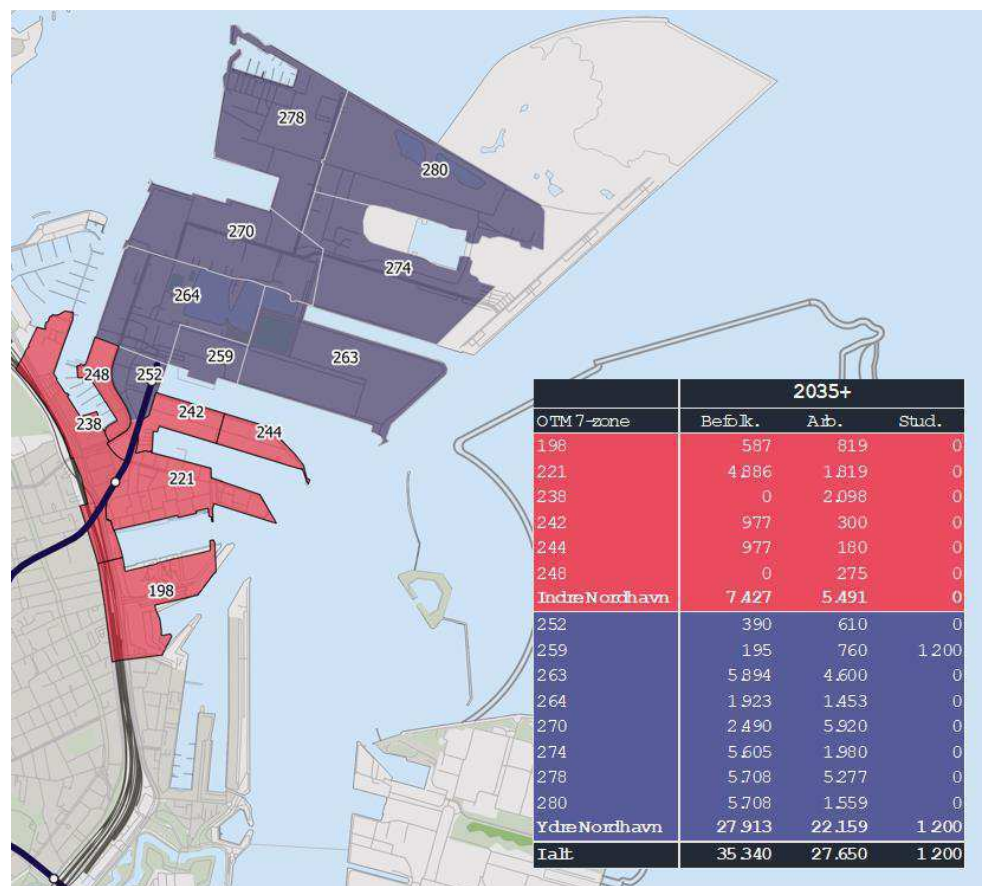 278
280
270
274
264
259
263
248
252
242
238
244
221
198
2035+
OTM 7-zone Befolk. Arb. Stud.
198 587 819 0
221 4.886 1.819 0
238 0 2.098 0
242 977 300 0
244 977 180 0
248 0 275 0
Indre Nordhavn 7.427 5.491 0
252 390 610 0
259 195 760 1.200
263 5.894 4.600 0
264 1.923 1.453 0
270 2.490 5.920 0
274 5.605 1.980 0
278 5.708 5.277 0
280 5.708 1.559 0
Ydre Nordhavn 27.913 22.159 1.200
Ialt 35.340 27.650 1.200